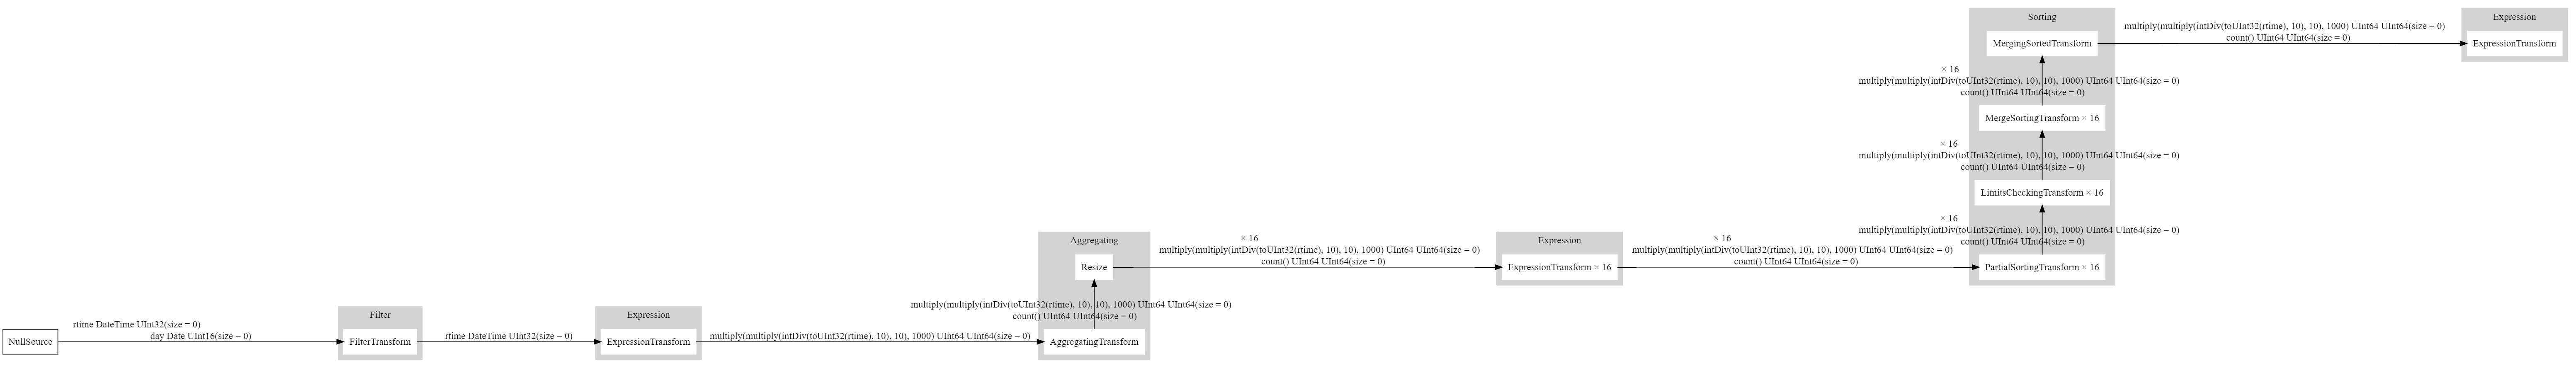 NullSource
rtime DateTime UInt32(size = 0)
day Date UInt16(size = 0)
Filter
FilterTransform
rtime DateTime UInt32(size = 0)
Expression
ExpressionTransform
multiply(multiply(intDiv(toUInt32(rtime), 10), 10), 1000) UInt64 UInt64(size = 0)
Aggregating
Resize
multiply(multiply(intDiv(toUInt32(rtime), 10), 10), 1000) UInt64 UInt64(size = 0)
count() UInt64 UInt64(size = 0)
AggregatingTransform
× 16
multiply(multiply(intDiv(toUInt32(rtime), 10), 10), 1000) UInt64 UInt64(size = 0)
count() UInt64 UInt64(size = 0)
Expression
ExpressionTransform × 16
× 16
multiply(multiply(intDiv(toUInt32(rtime), 10), 10), 1000) UInt64 UInt64(size = 0)
count() UInt64 UInt64(size = 0)
Sorting
MergingSortedTransform
× 16
multiply(multiply(intDiv(toUInt32(rtime), 10), 10), 1000) UInt64 UInt64(size = 0)
count() UInt64 UInt64(size = 0)
MergeSortingTransform × 16
× 16
multiply(multiply(intDiv(toUInt32(rtime), 10), 10), 1000) UInt64 UInt64(size = 0)
count() UInt64 UInt64(size = 0)
LimitsCheckingTransform × 16
× 16
multiply(multiply(intDiv(toUInt32(rtime), 10), 10), 1000) UInt64 UInt64(size = 0)
count() UInt64 UInt64(size = 0)
PartialSortingTransform × 16
multiply(multiply(intDiv(toUInt32(rtime), 10), 10), 1000) UInt64 UInt64(size = 0)
count() UInt64 UInt64(size = 0)
Expression
ExpressionTransform